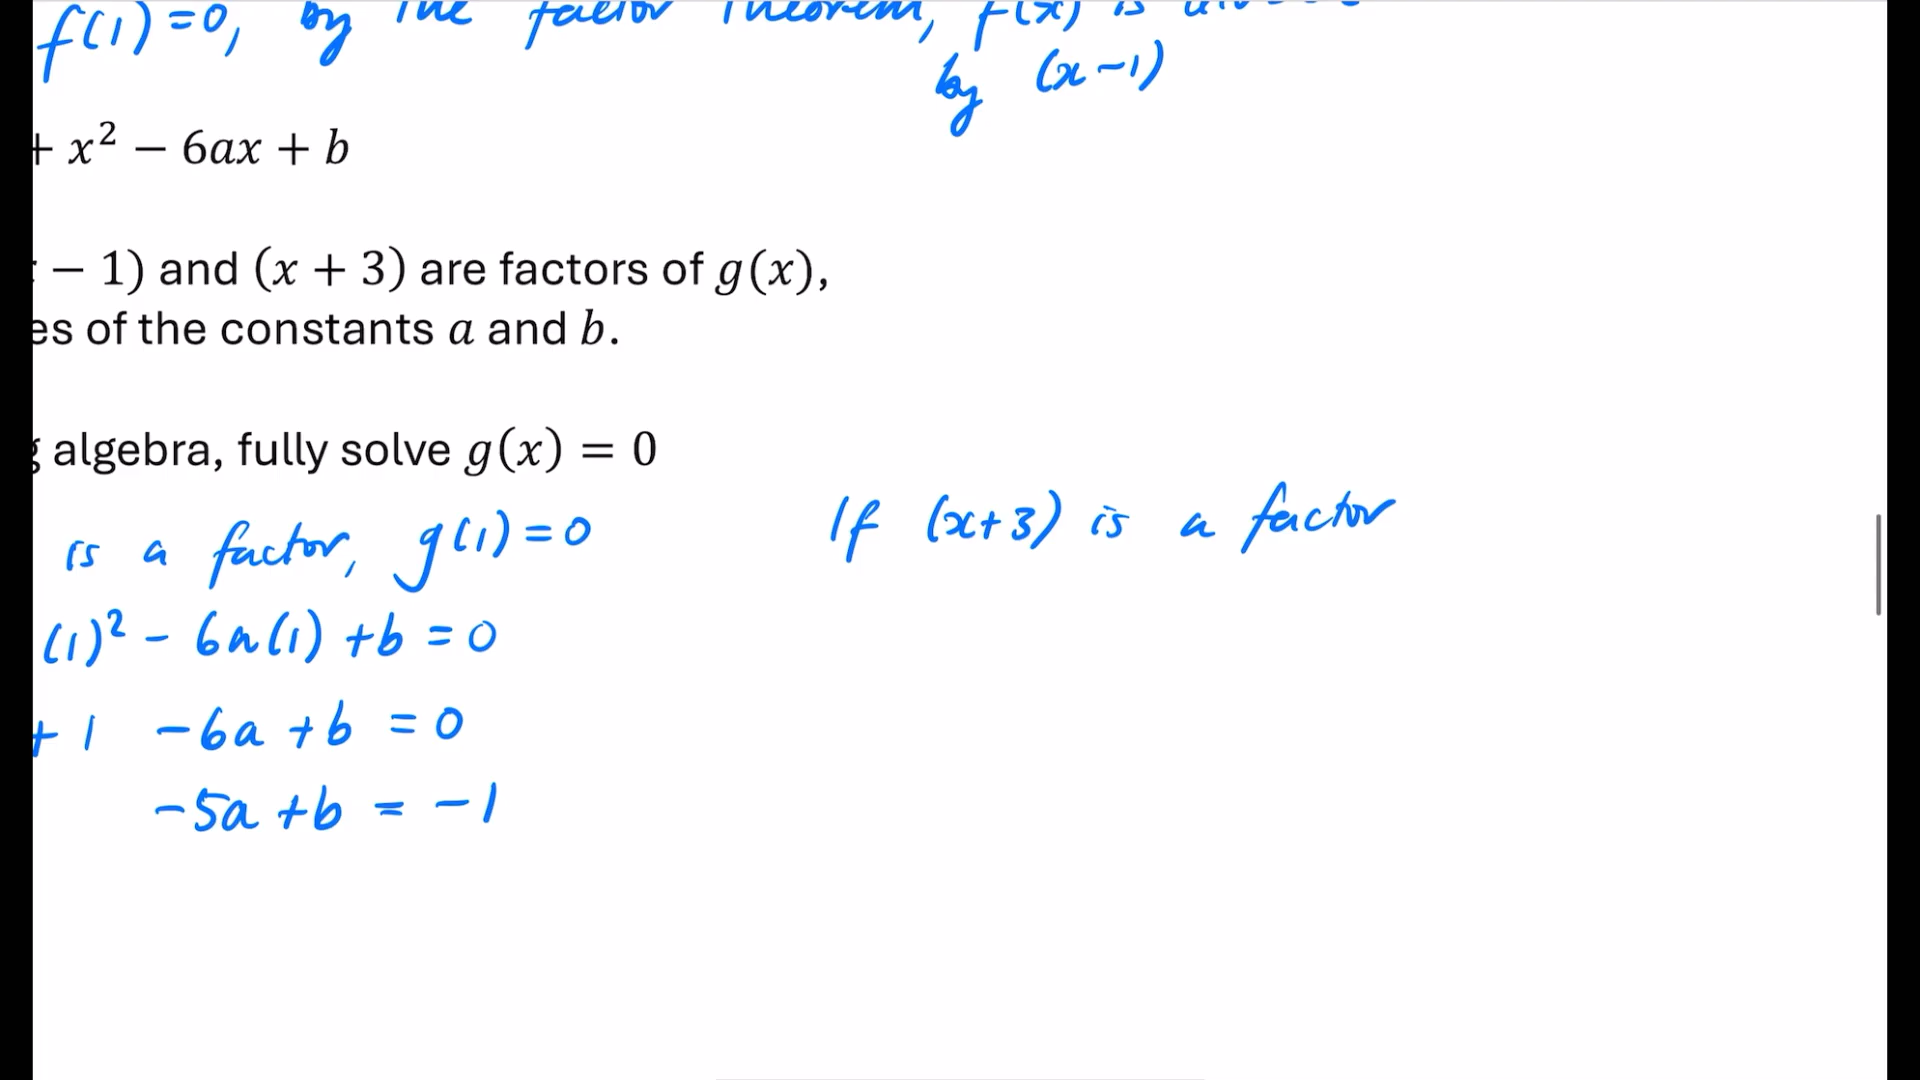 f(1)=0, by the factor theorem, f(x) is
by (x-1)
+ x² − 6ax + b
− 1) and (x + 3) are factors of g(x),
es of the constants a and b.
g algebra, fully solve g(x) = 0
is a factor, g(1)=0
If (x+3) is a factor
(1)² - 6a(1) +b = 0
+ 1 -6a +b = 0
-5a +b = -1